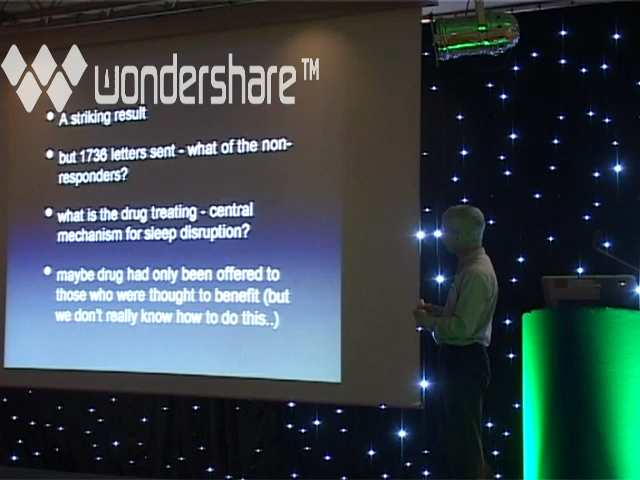 wondershare™
• A striking result
• but 1736 letters sent - what of the non-
responders?
• what is the drug treating - central
mechanism for sleep disruption?
• maybe drug had only been offered to
those who were thought to benefit (but
we don't really know how to do this..)